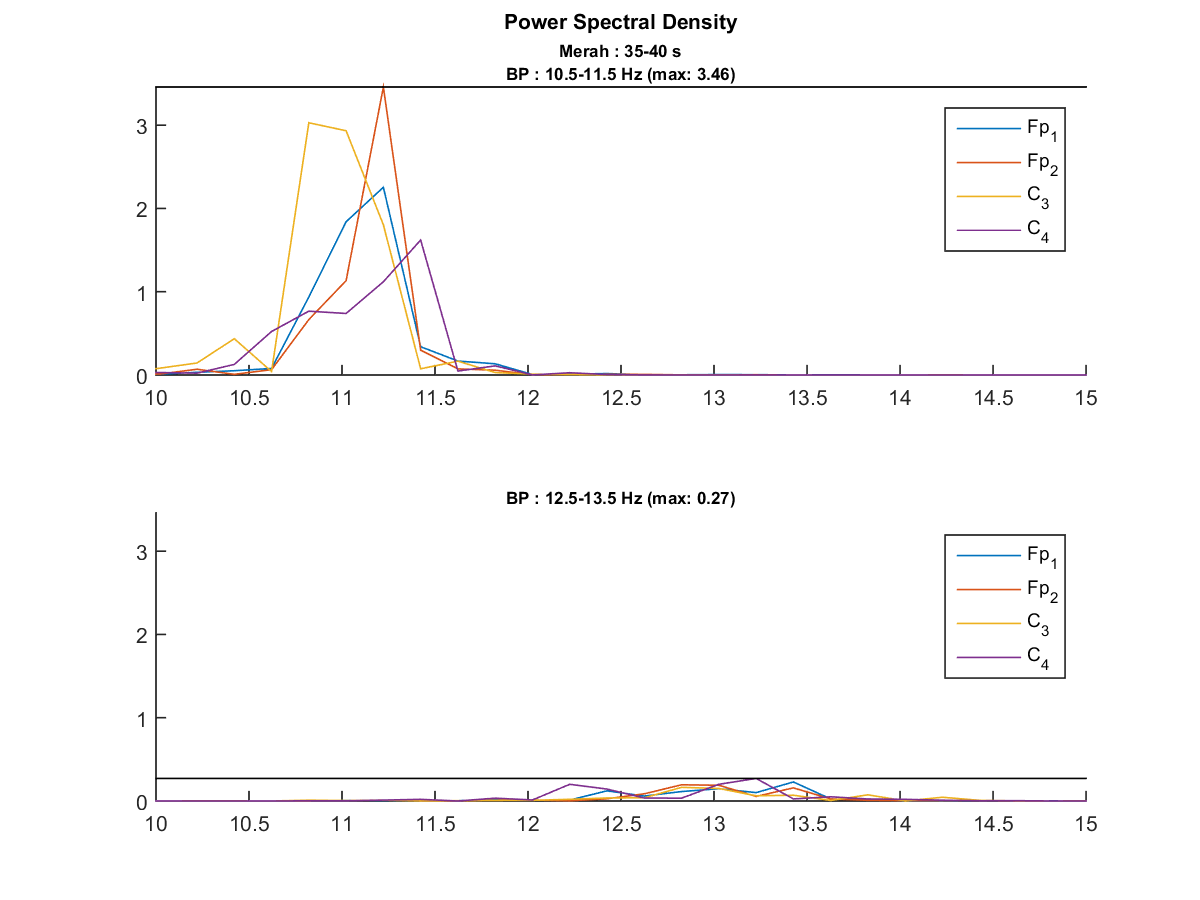 Power Spectral Density
Merah : 35-40 s
BP : 10.5-11.5 Hz (max: 3.46)
3
2
1
0
10 10.5 11 11.5 12 12.5 13 13.5 14 14.5 15
Fp1
Fp2
C3
C4
BP : 12.5-13.5 Hz (max: 0.27)
3
2
1
0
10 10.5 11 11.5 12 12.5 13 13.5 14 14.5 15
Fp1
Fp2
C3
C4